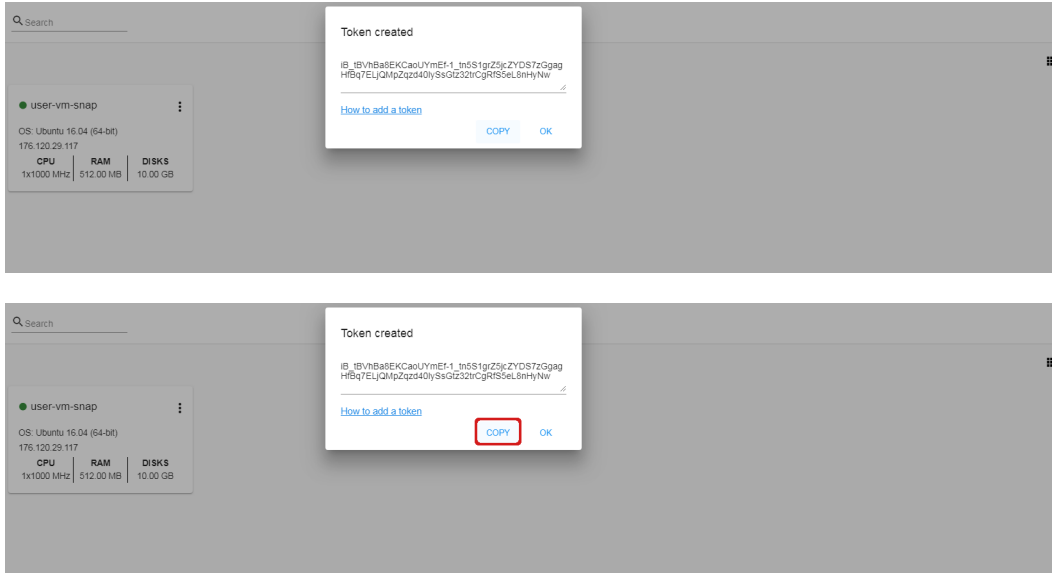 Search
Token created
iB_tBVhBa8EKCaoUYmEf-1_tn5S1grZ5jcZYDS7zGgag
HfBq7ELjQMpZqzd40IySsGtz32trCgRfS5eL8nHyNw
How to add a token
COPY OK
user-vm-snap
OS: Ubuntu 16.04 (64-bit)
176.120.29.117
CPU RAM DISKS
1x1000 MHz 512.00 MB 10.00 GB
Search
Token created
iB_tBVhBa8EKCaoUYmEf-1_tn5S1grZ5jcZYDS7zGgag
HfBq7ELjQMpZqzd40IySsGtz32trCgRfS5eL8nHyNw
How to add a token
COPY OK
user-vm-snap
OS: Ubuntu 16.04 (64-bit)
176.120.29.117
CPU RAM DISKS
1x1000 MHz 512.00 MB 10.00 GB